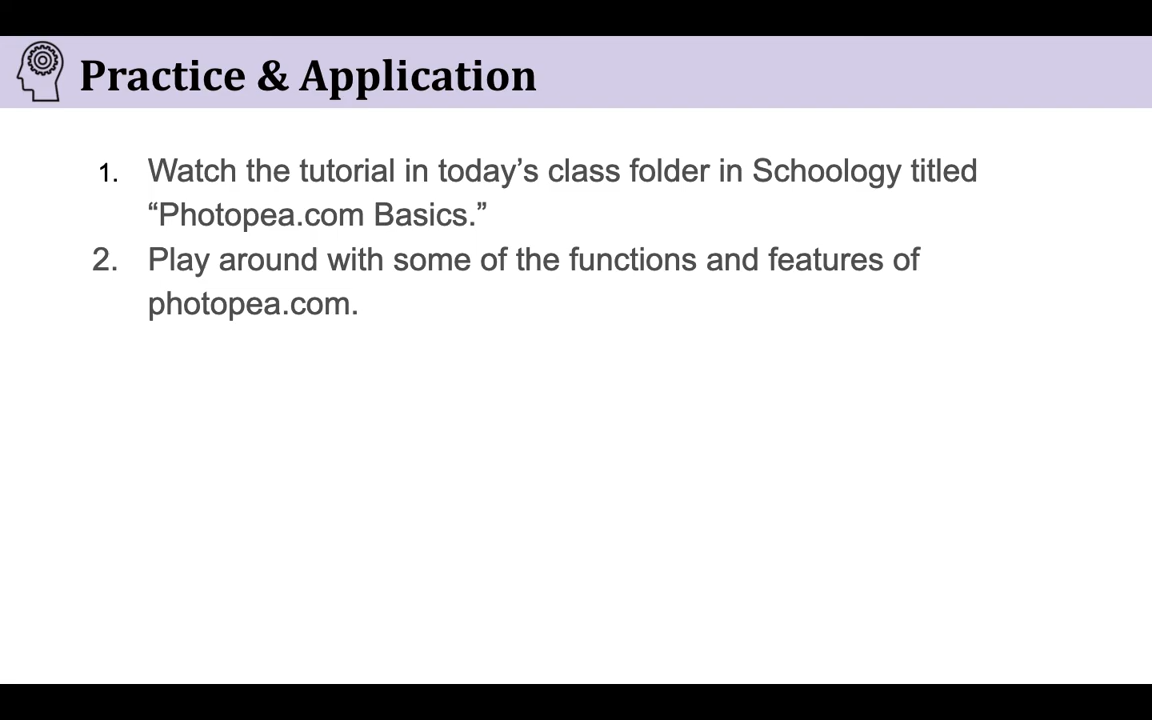 Practice & Application
1. Watch the tutorial in today’s class folder in Schoology titled
“Photopea.com Basics.”
2. Play around with some of the functions and features of
photopea.com.